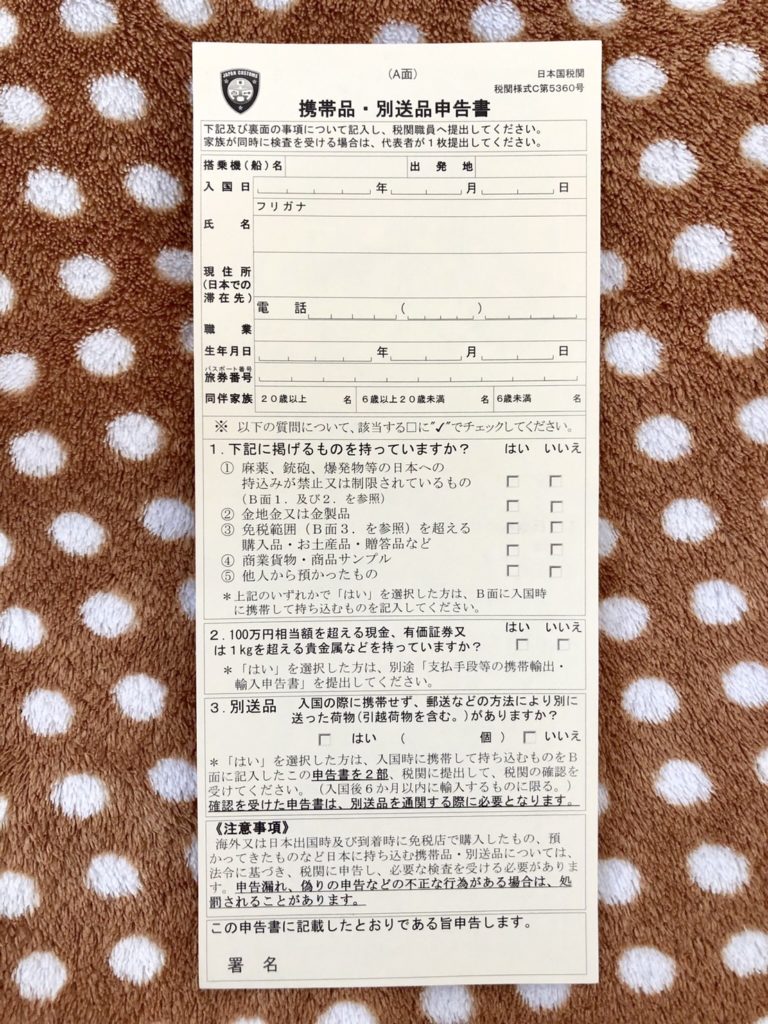 JAPAN CUSTOMS
（A面）
日本国税関
税関様式C第5360号
携帯品・別送品申告書
下記及び裏面の事項について記入し、税関職員へ提出してください。
家族が同時に検査を受ける場合は、代表者が１枚提出してください。
搭乗機（船）名 出発地
入国日 年 月 日
フリガナ
氏名
現住所
（日本での
滞在先）
電話 （ ）
職業
生年月日 年 月 日
パスポート番号
旅券番号
同伴家族 ２０歳以上 名 ６歳以上２０歳未満 名 ６歳未満 名
※ 以下の質問について、該当する□に"✓"でチェックしてください。
１．下記に掲げるものを持っていますか？ はい いいえ
① 麻薬、銃砲、爆発物等の日本への
持込みが禁止又は制限されているもの
（Ｂ面１．及び２．を参照）
② 金地金又は金製品
③ 免税範囲（Ｂ面３．を参照）を超える
購入品・お土産品・贈答品など
④ 商業貨物・商品サンプル
⑤ 他人から預かったもの
＊上記のいずれかで「はい」を選択した方は、Ｂ面に入国時
に携帯して持ち込むものを記入してください。
２．100万円相当額を超える現金、有価証券又 はい いいえ
は１kgを超える貴金属などを持っていますか？
＊「はい」を選択した方は、別途「支払手段等の携帯輸出・
輸入申告書」を提出してください。
３．別送品 入国の際に携帯せず、郵送などの方法により別に
送った荷物（引越荷物を含む。）がありますか？
□ はい （ 個） □ いいえ
＊「はい」を選択した方は、入国時に携帯して持ち込むものをＢ
面に記入したこの申告書を２部、税関に提出して、税関の確認を
受けてください。（入国後６か月以内に輸入するものに限る。）
確認を受けた申告書は、別送品を通関する際に必要となります。
《注意事項》
海外又は日本出国時及び到着時に免税店で購入したもの、預
かってきたものなど日本に持ち込む携帯品・別送品については、
法令に基づき、税関に申告し、必要な検査を受ける必要がありま
す。申告漏れ、偽りの申告などの不正な行為がある場合は、処
罰されることがあります。
この申告書に記載したとおりである旨申告します。
署名